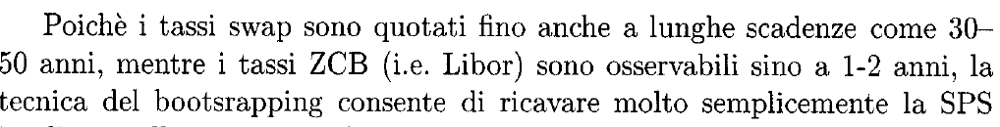 Poichè i tassi swap sono quotati fino anche a lunghe scadenze come 30–
50 anni, mentre i tassi ZCB (i.e. Libor) sono osservabili sino a 1-2 anni, la
tecnica del bootsrapping consente di ricavare molto semplicemente la SPS